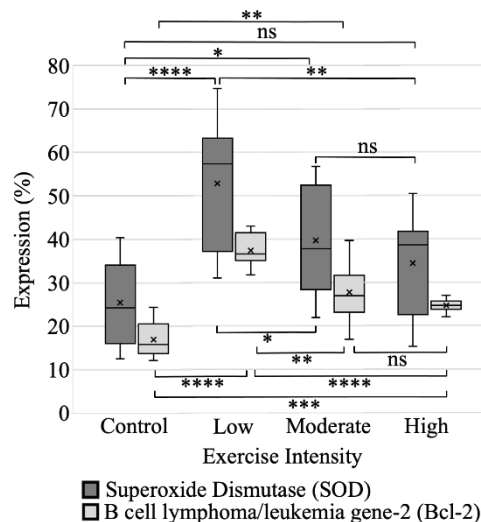 **
ns
*
****
**
80
70
ns
60
50
Expression (%)
40
30
20
*
**
ns
10
****
****
***
0
Control Low Moderate High
Exercise Intensity
Superoxide Dismutase (SOD)
B cell lymphoma/leukemia gene-2 (Bcl-2)